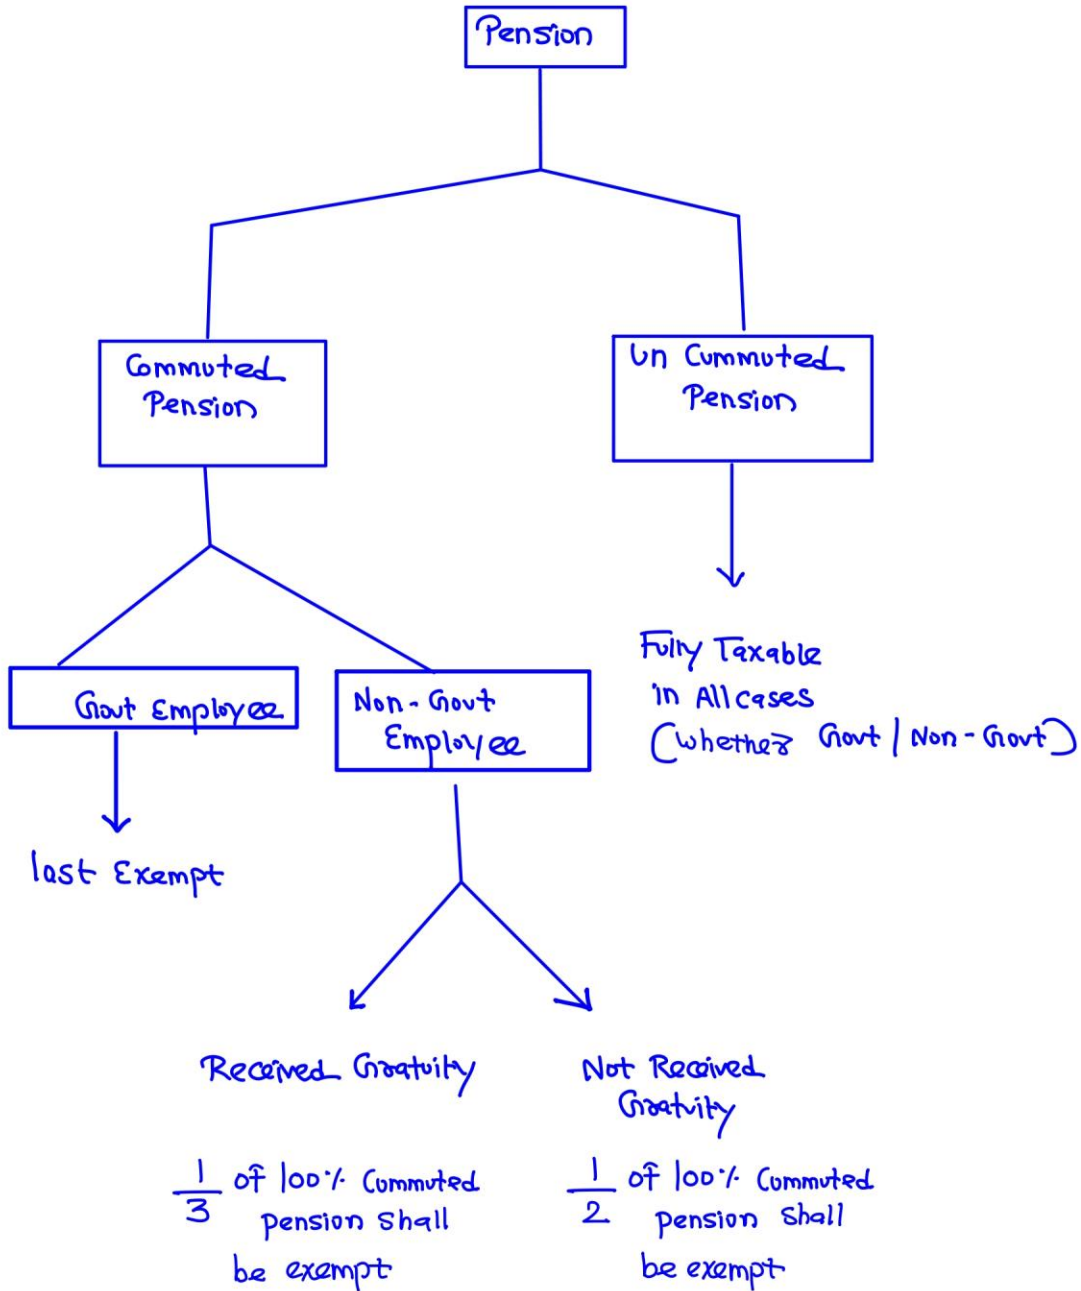 Pension
Commuted
Pension
Un Cummuted
Pension
Govt Employee
Non-Govt
Employee
Fully Taxable
in All cases
(whether Govt | Non-Govt)
last Exempt
Received Gratuity
Not Received
Gratuity
1/3 of 100% Commuted
pension shall
be exempt
1/2 of 100% Commuted
pension shall
be exempt